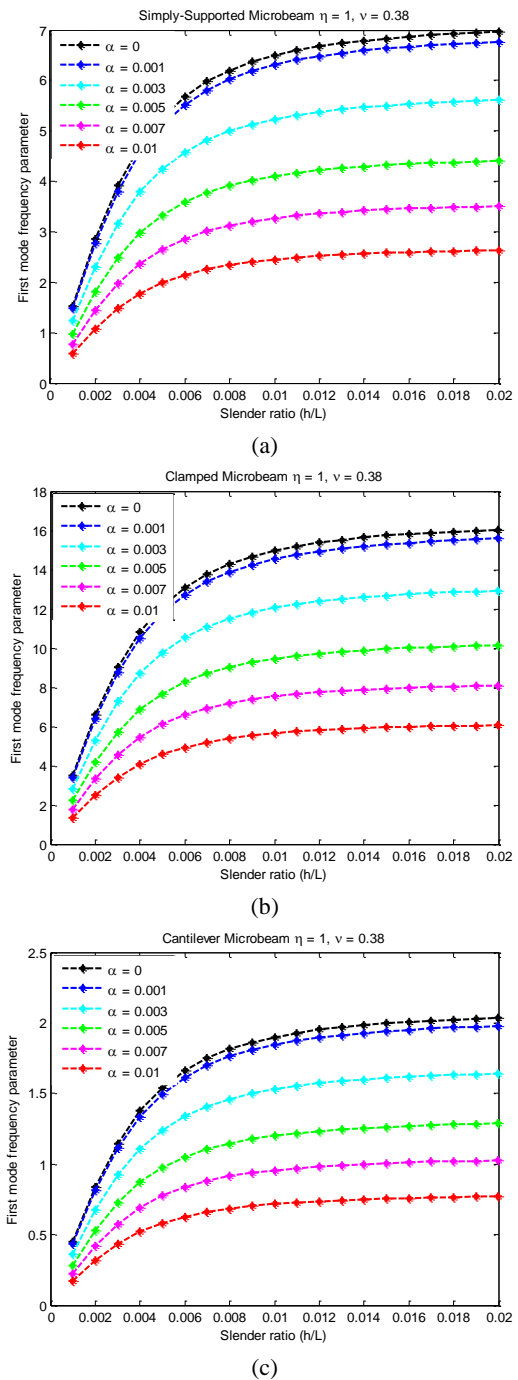 Simply-Supported Microbeam η = 1, ν = 0.38
First mode frequency parameter
7
6
5
4
3
2
1
0
α = 0
α = 0.001
α = 0.003
α = 0.005
α = 0.007
α = 0.01
0 0.002 0.004 0.006 0.008 0.01 0.012 0.014 0.016 0.018 0.02
Slender ratio (h/L)
(a)
Clamped Microbeam η = 1, ν = 0.38
First mode frequency parameter
18
16
14
12
10
8
6
4
2
0
α = 0
α = 0.001
α = 0.003
α = 0.005
α = 0.007
α = 0.01
0 0.002 0.004 0.006 0.008 0.01 0.012 0.014 0.016 0.018 0.02
Slender ratio (h/L)
(b)
Cantilever Microbeam η = 1, ν = 0.38
First mode frequency parameter
2.5
2
1.5
1
0.5
0
α = 0
α = 0.001
α = 0.003
α = 0.005
α = 0.007
α = 0.01
0 0.002 0.004 0.006 0.008 0.01 0.012 0.014 0.016 0.018 0.02
Slender ratio (h/L)
(c)